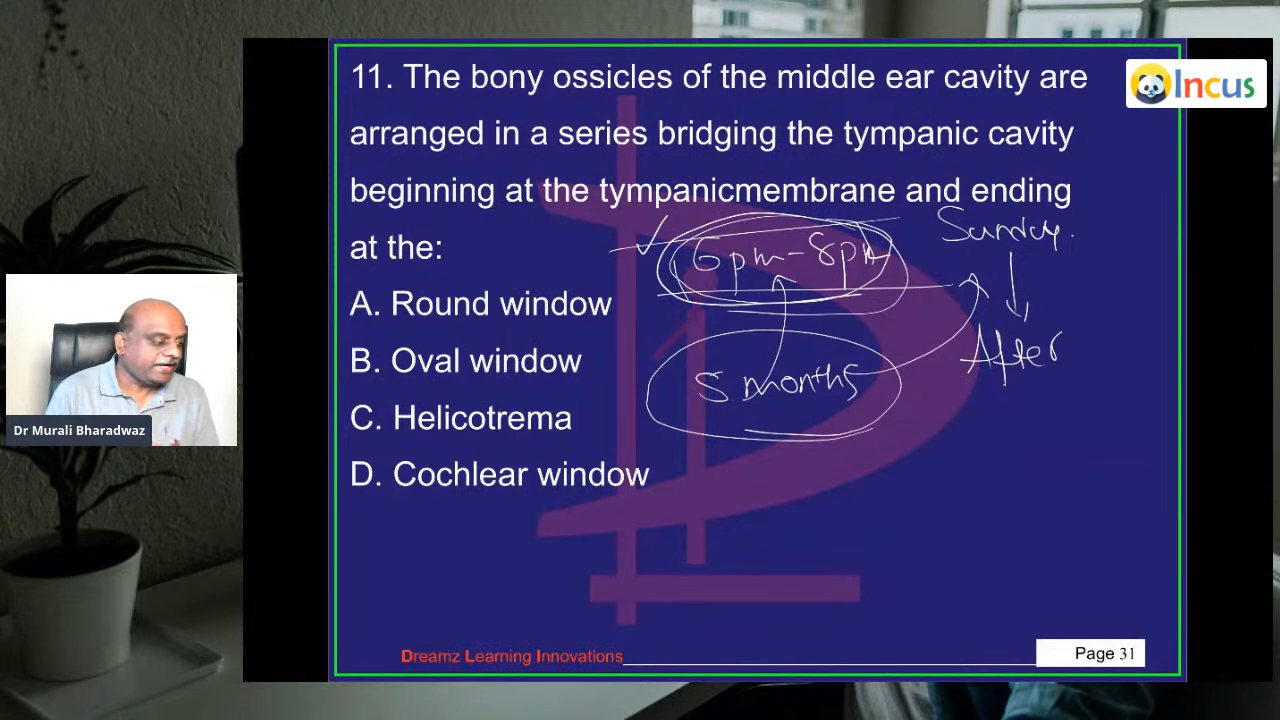 11. The bony ossicles of the middle ear cavity are
arranged in a series bridging the tympanic cavity
beginning at the tympanicmembrane and ending
at the:
A. Round window
B. Oval window
C. Helicotrema
D. Cochlear window
6pm-8pm
Sunday.
After
5 months
Incus
Dr Murali Bharadwaz
Dreamz Learning Innovations
Page 31